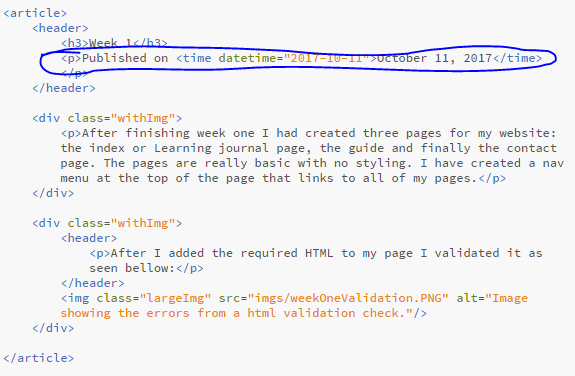 <article>
<header>
<h3>Week 1</h3>
<p>Published on <time datetime="2017-10-11">October 11, 2017</time>
</p>
</header>
<div class="withImg">
<p>After finishing week one I had created three pages for my website:
the index or Learning journal page, the guide and finally the contact
page. The pages are really basic with no styling. I have created a nav
menu at the top of the page that links to all of my pages.</p>
</div>
<div class="withImg">
<header>
<p>After I added the required HTML to my page I validated it as
seen bellow:</p>
</header>
<img class="largeImg" src="imgs/weekOneValidation.PNG" alt="Image
showing the errors from a html validation check."/>
</div>
</article>